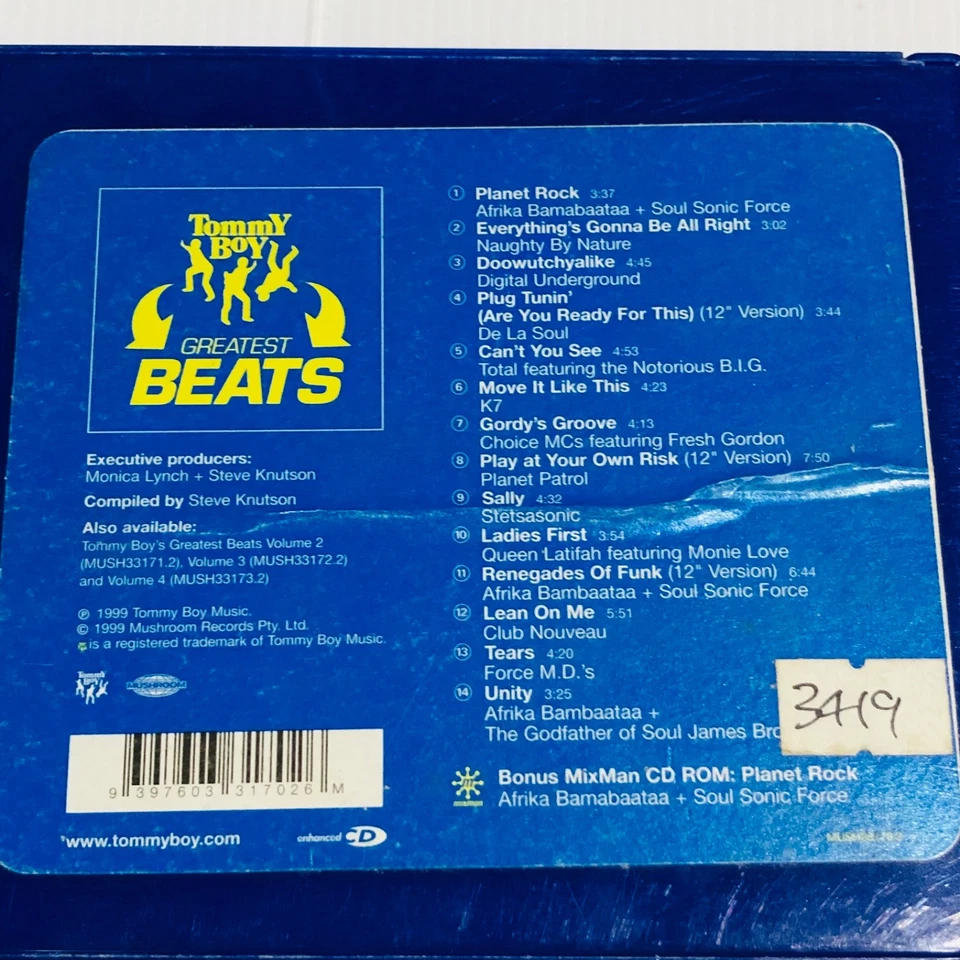 Tommy
Boy
GREATEST
BEATS
Executive producers:
Monica Lynch + Steve Knutson
Compiled by Steve Knutson
Also available:
Tommy Boy's Greatest Beats Volume 2
(MUSH33171.2), Volume 3 (MUSH33172.2)
and Volume 4 (MUSH33173.2)
℗ 1999 Tommy Boy Music.
© 1999 Mushroom Records Pty. Ltd.
is a registered trademark of Tommy Boy Music.
Tommy
Boy
MUSHROOM
9 397603 317026 M
www.tommyboy.com
enhanced CD
1 Planet Rock 3:37
Afrika Bamabaataa + Soul Sonic Force
2 Everything's Gonna Be All Right 3:02
Naughty By Nature
3 Doowutchyalike 4:45
Digital Underground
4 Plug Tunin'
(Are You Ready For This) (12" Version) 3:44
De La Soul
5 Can't You See 4:53
Total featuring the Notorious B.I.G.
6 Move It Like This 4:23
K7
7 Gordy's Groove 4:13
Choice MCs featuring Fresh Gordon
8 Play at Your Own Risk (12" Version) 7:50
Planet Patrol
9 Sally 4:32
Stetsasonic
10 Ladies First 3:54
Queen Latifah featuring Monie Love
11 Renegades Of Funk (12" Version) 6:44
Afrika Bambaataa + Soul Sonic Force
12 Lean On Me 5:51
Club Nouveau
13 Tears 4:20
Force M.D.'s
14 Unity 3:25
Afrika Bambaataa +
The Godfather of Soul James Bro
3419
Bonus MixMan CD ROM: Planet Rock
Afrika Bamabaataa + Soul Sonic Force
mixman